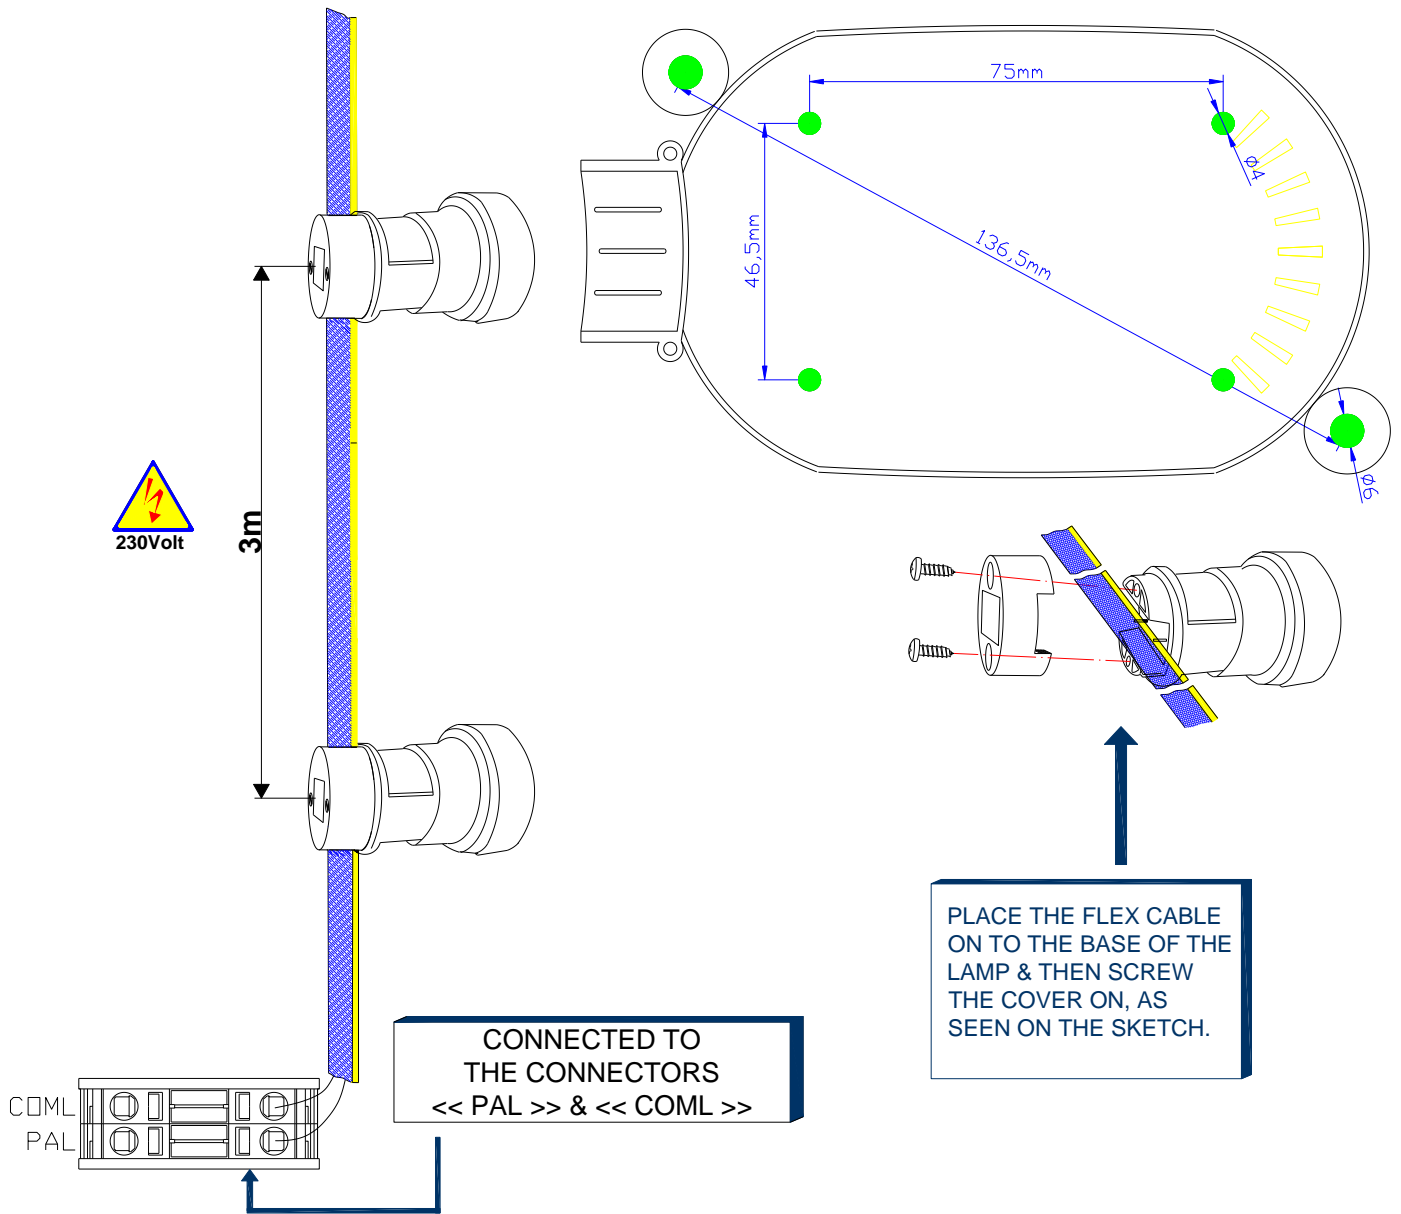 75mm
Ø4
46,5mm
136,5mm
Ø6
3m
230Volt
PLACE THE FLEX CABLE
ON TO THE BASE OF THE
LAMP & THEN SCREW
THE COVER ON, AS
SEEN ON THE SKETCH.
CONNECTED TO
THE CONNECTORS
<< PAL >> & << COML >>
COML
PAL